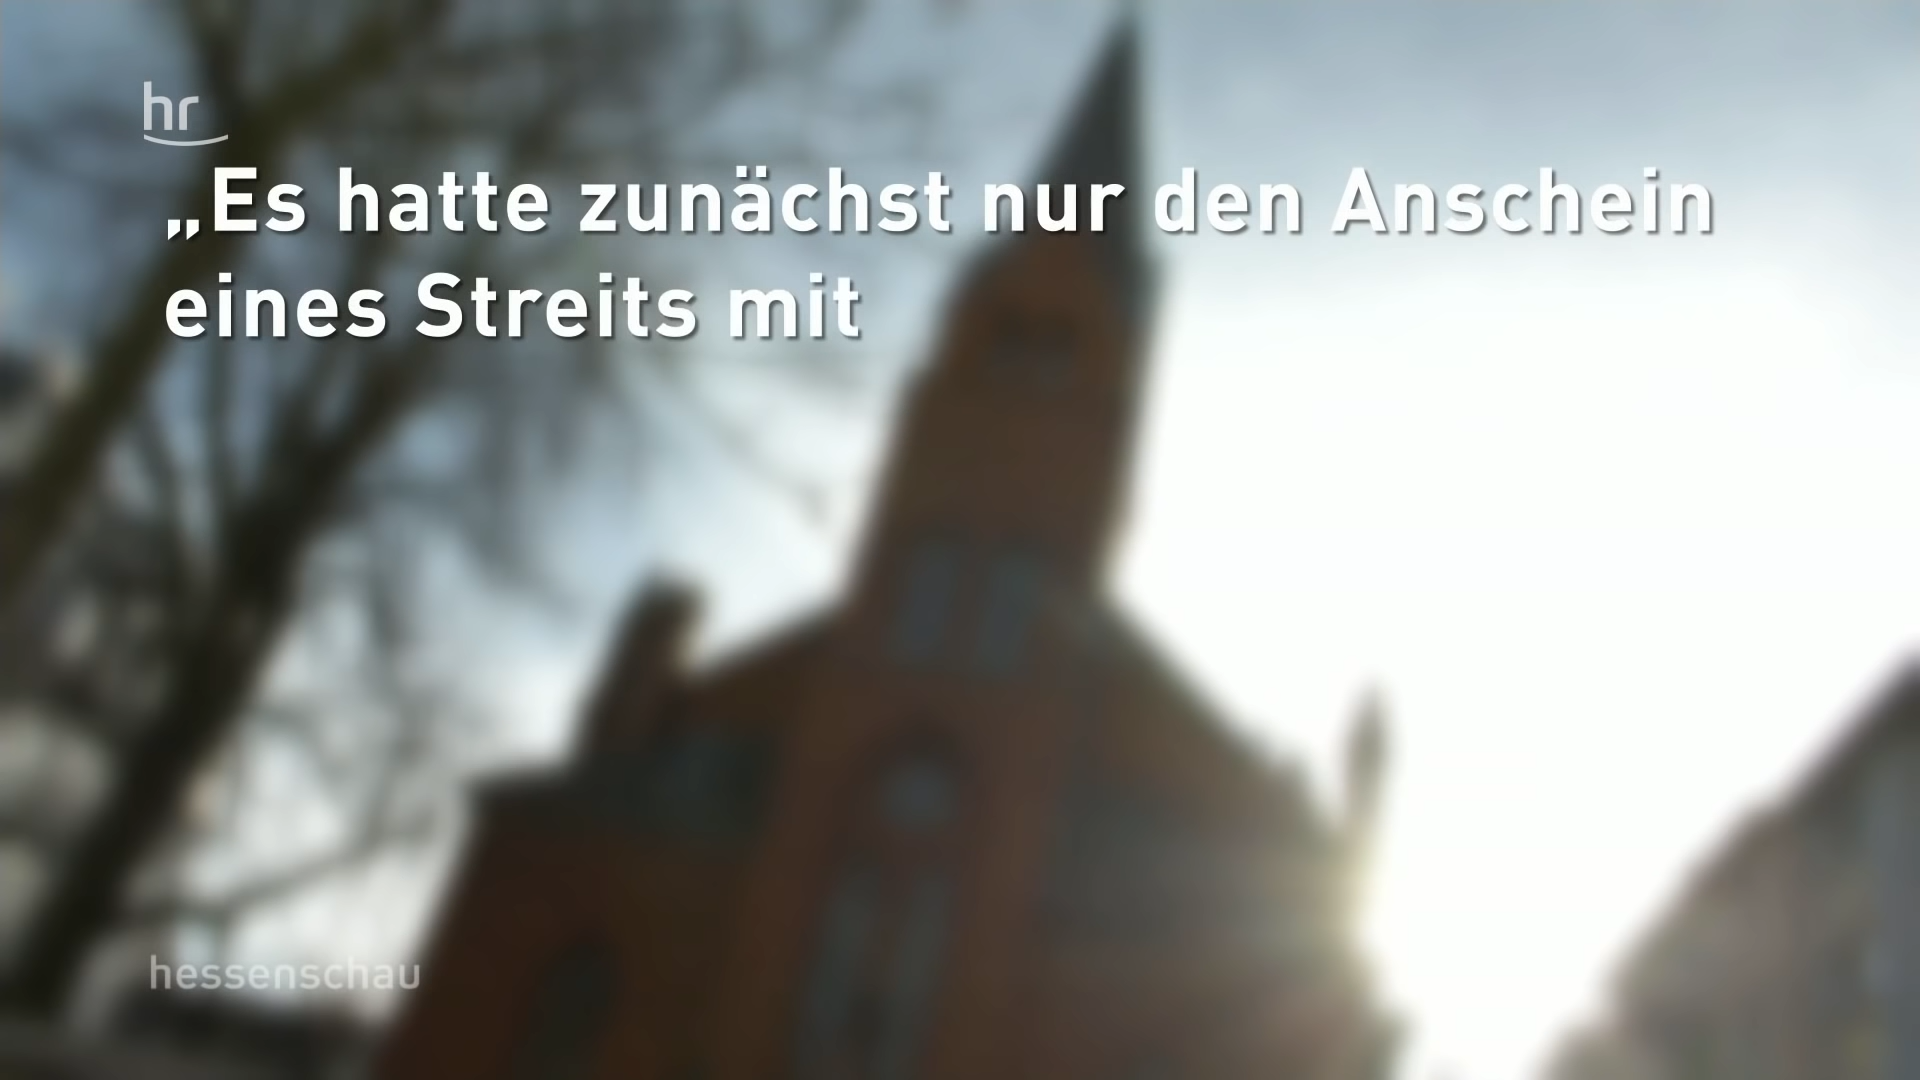 hr
„Es hatte zunächst nur den Anschein
eines Streits mit
hessenschau